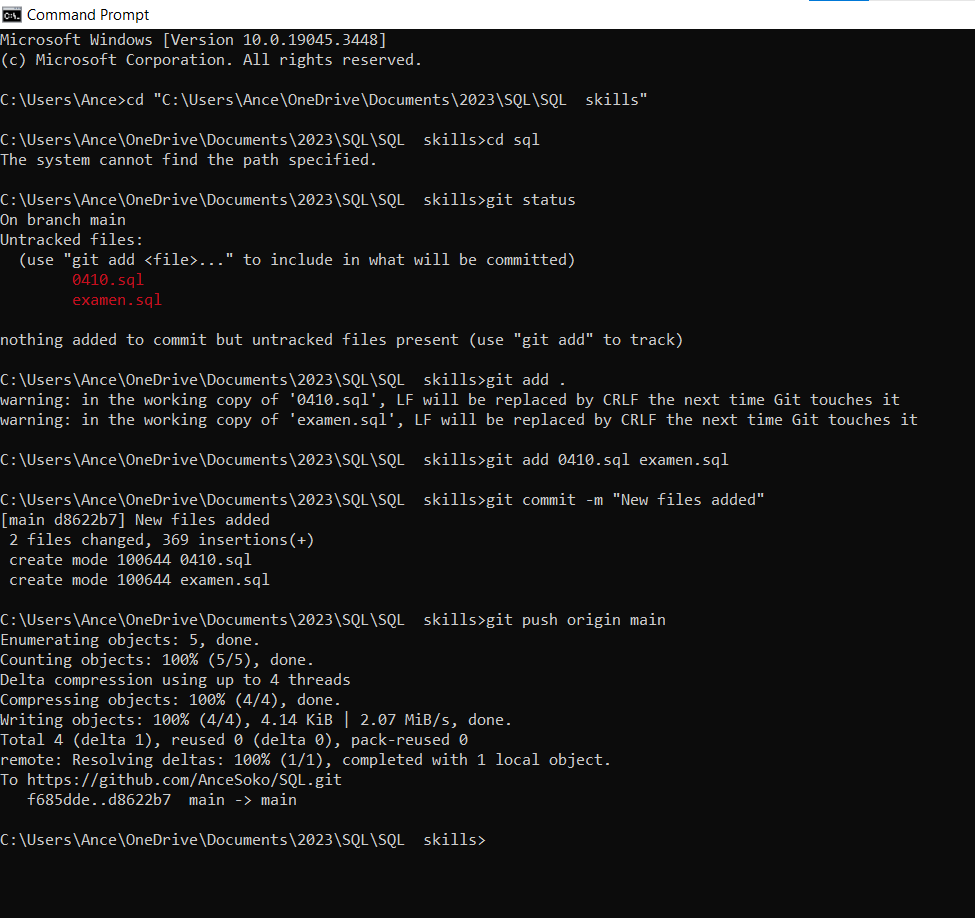 Command Prompt
Microsoft Windows [Version 10.0.19045.3448]
(c) Microsoft Corporation. All rights reserved.

C:\Users\Ance>cd "C:\Users\Ance\OneDrive\Documents\2023\SQL\SQL  skills"

C:\Users\Ance\OneDrive\Documents\2023\SQL\SQL  skills>cd sql
The system cannot find the path specified.

C:\Users\Ance\OneDrive\Documents\2023\SQL\SQL  skills>git status
On branch main
Untracked files:
  (use "git add <file>..." to include in what will be committed)
        0410.sql
        examen.sql

nothing added to commit but untracked files present (use "git add" to track)

C:\Users\Ance\OneDrive\Documents\2023\SQL\SQL  skills>git add .
warning: in the working copy of '0410.sql', LF will be replaced by CRLF the next time Git touches it
warning: in the working copy of 'examen.sql', LF will be replaced by CRLF the next time Git touches it

C:\Users\Ance\OneDrive\Documents\2023\SQL\SQL  skills>git add 0410.sql examen.sql

C:\Users\Ance\OneDrive\Documents\2023\SQL\SQL  skills>git commit -m "New files added"
[main d8622b7] New files added
 2 files changed, 369 insertions(+)
 create mode 100644 0410.sql
 create mode 100644 examen.sql

C:\Users\Ance\OneDrive\Documents\2023\SQL\SQL  skills>git push origin main
Enumerating objects: 5, done.
Counting objects: 100% (5/5), done.
Delta compression using up to 4 threads
Compressing objects: 100% (4/4), done.
Writing objects: 100% (4/4), 4.14 KiB | 2.07 MiB/s, done.
Total 4 (delta 1), reused 0 (delta 0), pack-reused 0
remote: Resolving deltas: 100% (1/1), completed with 1 local object.
To https://github.com/AnceSoko/SQL.git
   f685dde..d8622b7  main -> main

C:\Users\Ance\OneDrive\Documents\2023\SQL\SQL  skills>